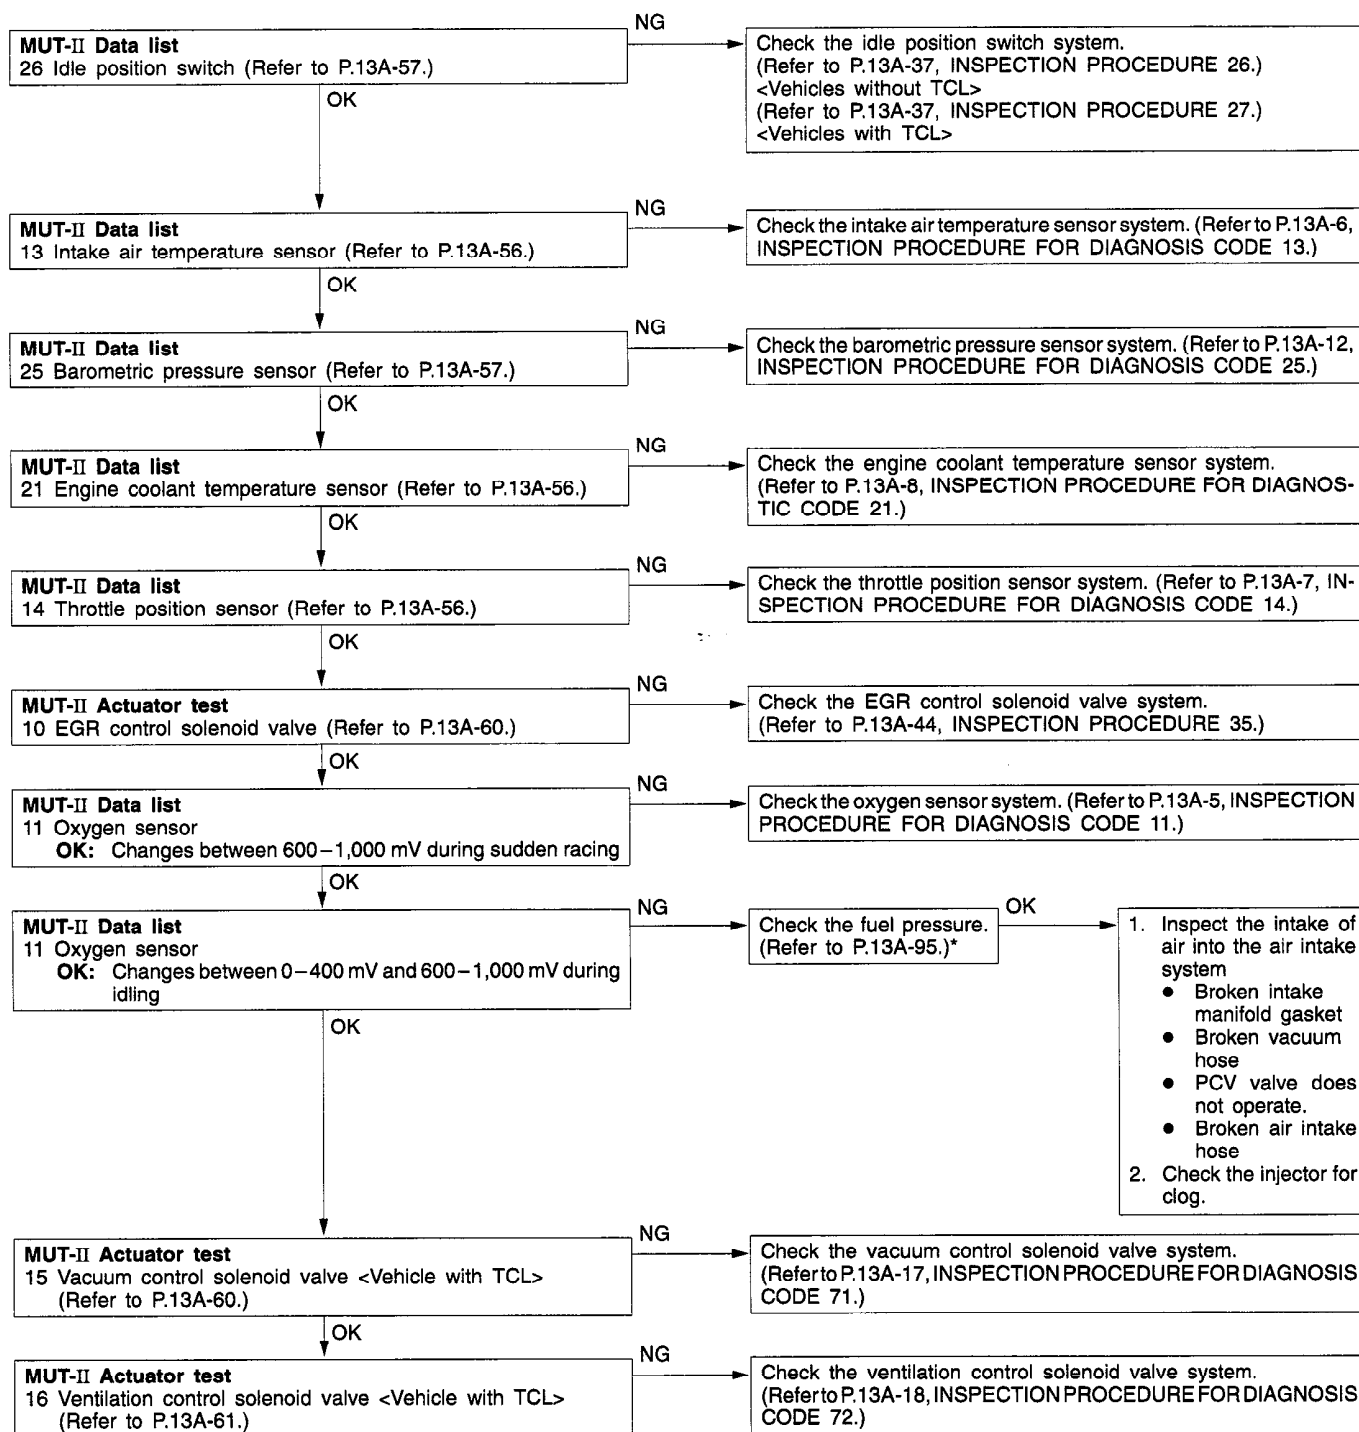 NG
MUT-II Data list
26 Idle position switch (Refer to P.13A-57.)
Check the idle position switch system.
(Refer to P.13A-37, INSPECTION PROCEDURE 26.)
<Vehicles without TCL>
(Refer to P.13A-37, INSPECTION PROCEDURE 27.)
<Vehicles with TCL>
OK
NG
MUT-II Data list
13 Intake air temperature sensor (Refer to P.13A-56.)
Check the intake air temperature sensor system. (Refer to P.13A-6,
INSPECTION PROCEDURE FOR DIAGNOSIS CODE 13.)
OK
NG
MUT-II Data list
25 Barometric pressure sensor (Refer to P.13A-57.)
Check the barometric pressure sensor system. (Refer to P.13A-12,
INSPECTION PROCEDURE FOR DIAGNOSIS CODE 25.)
OK
NG
MUT-II Data list
21 Engine coolant temperature sensor (Refer to P.13A-56.)
Check the engine coolant temperature sensor system.
(Refer to P.13A-8, INSPECTION PROCEDURE FOR DIAGNOS-
TIC CODE 21.)
OK
NG
MUT-II Data list
14 Throttle position sensor (Refer to P.13A-56.)
Check the throttle position sensor system. (Refer to P.13A-7, IN-
SPECTION PROCEDURE FOR DIAGNOSIS CODE 14.)
OK
NG
MUT-II Actuator test
10 EGR control solenoid valve (Refer to P.13A-60.)
Check the EGR control solenoid valve system.
(Refer to P.13A-44, INSPECTION PROCEDURE 35.)
OK
NG
MUT-II Data list
11 Oxygen sensor
OK: Changes between 600–1,000 mV during sudden racing
Check the oxygen sensor system. (Refer to P.13A-5, INSPECTION
PROCEDURE FOR DIAGNOSIS CODE 11.)
OK
NG
MUT-II Data list
11 Oxygen sensor
OK: Changes between 0–400 mV and 600–1,000 mV during
idling
Check the fuel pressure.
(Refer to P.13A-95.)*
OK
1. Inspect the intake of
air into the air intake
system
● Broken intake
manifold gasket
● Broken vacuum
hose
● PCV valve does
not operate.
● Broken air intake
hose
2. Check the injector for
clog.
OK
NG
MUT-II Actuator test
15 Vacuum control solenoid valve <Vehicle with TCL>
(Refer to P.13A-60.)
Check the vacuum control solenoid valve system.
(Refer to P.13A-17, INSPECTION PROCEDURE FOR DIAGNOSIS
CODE 71.)
OK
NG
MUT-II Actuator test
16 Ventilation control solenoid valve <Vehicle with TCL>
(Refer to P.13A-61.)
Check the ventilation control solenoid valve system.
(Refer to P.13A-18, INSPECTION PROCEDURE FOR DIAGNOSIS
CODE 72.)